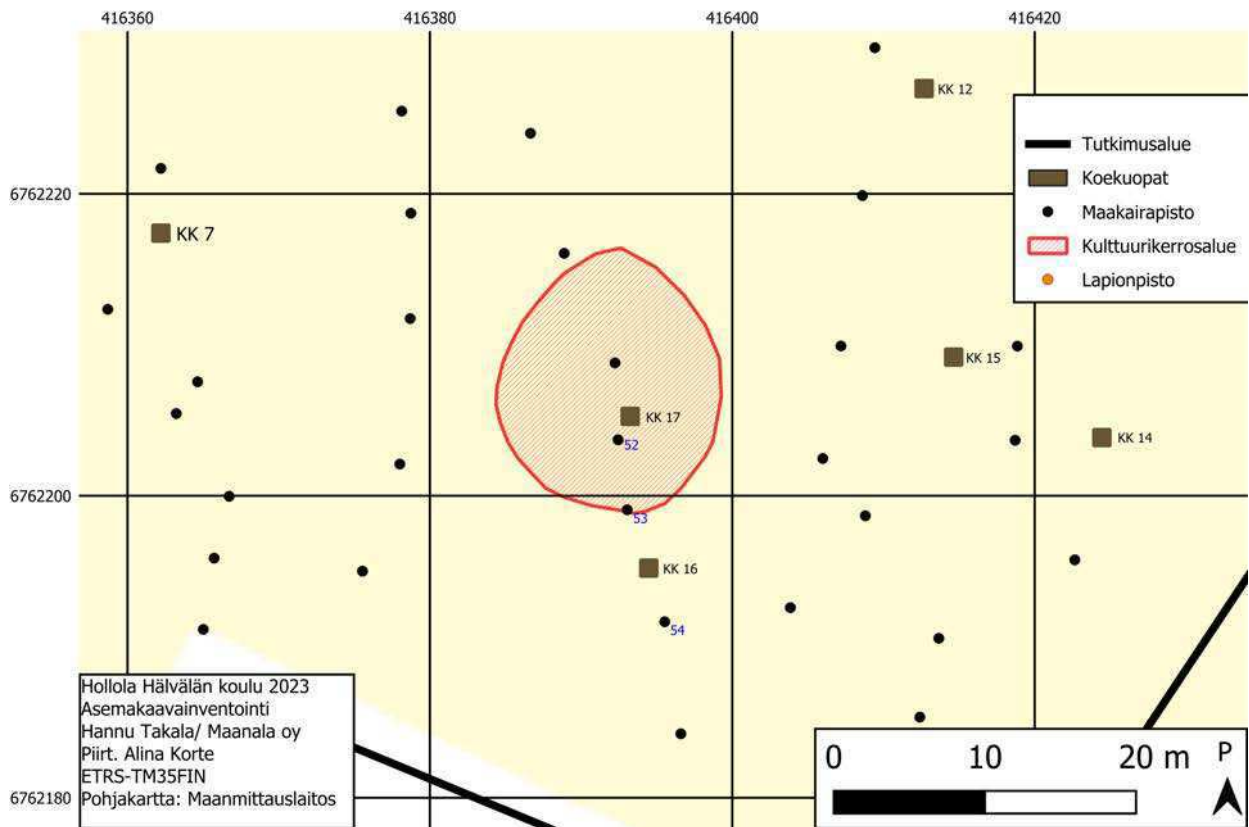 416360
416380
416400
416420
KK 12
Tutkimusalue
Koekuopat
Maakairapisto
Kulttuurikerrosalue
Lapionpisto
6762220
KK 7
KK 15
KK 17
KK 14
52
6762200
53
KK 16
54
Hollola Hälvälän koulu 2023
Asemakaavainventointi
Hannu Takala/ Maanala oy
Piirt. Alina Korte
ETRS-TM35FIN
Pohjakartta: Maanmittauslaitos
0 10 20 m P
6762180